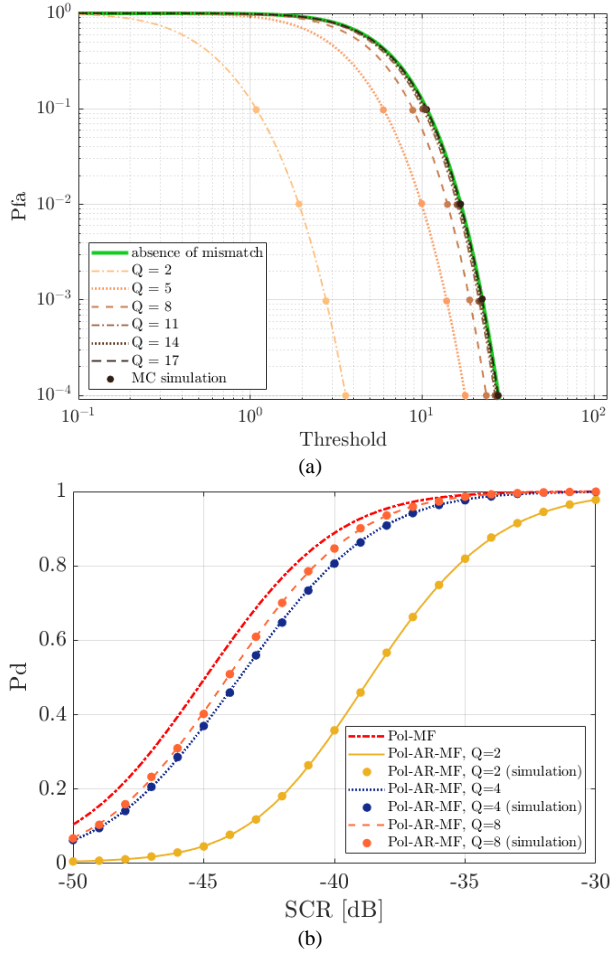 10^0
10^-1
10^-2
10^-3
10^-4
Pfa
absence of mismatch
Q = 2
Q = 5
Q = 8
Q = 11
Q = 14
Q = 17
MC simulation
10^-1
10^0
10^1
10^2
Threshold
(a)
1
0.8
0.6
0.4
0.2
0
Pd
Pol-MF
Pol-AR-MF, Q=2
Pol-AR-MF, Q=2 (simulation)
Pol-AR-MF, Q=4
Pol-AR-MF, Q=4 (simulation)
Pol-AR-MF, Q=8
Pol-AR-MF, Q=8 (simulation)
-50
-45
-40
-35
-30
SCR [dB]
(b)